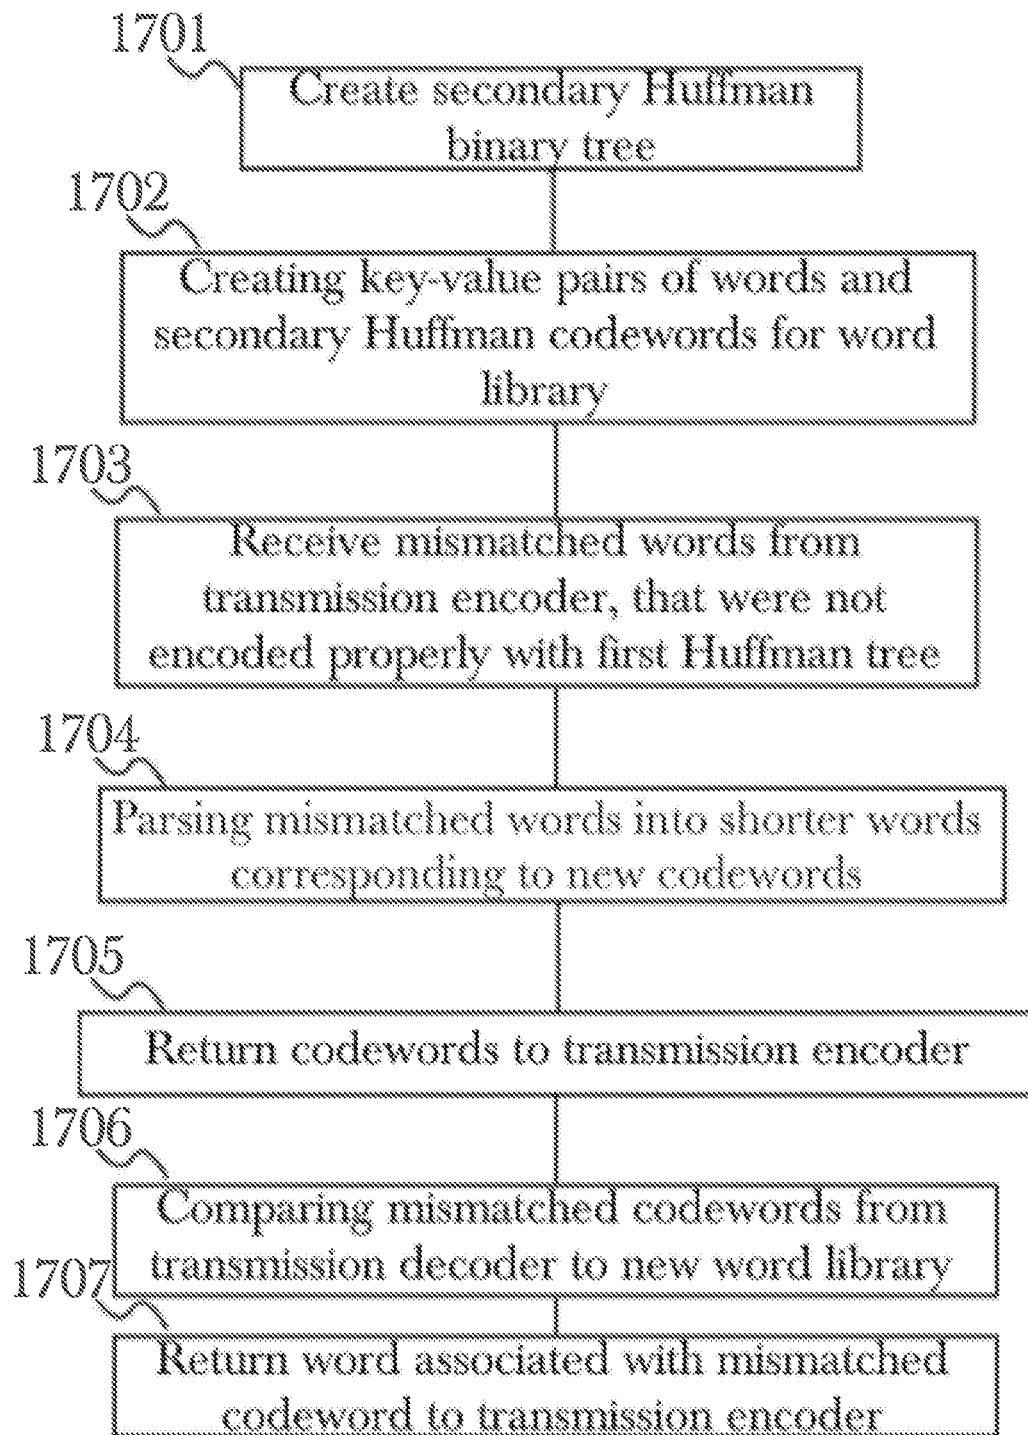 1701
Create secondary Huffman
binary tree
1702
Creating key-value pairs of words and
secondary Huffman codewords for word
library
1703
Receive mismatched words from
transmission encoder, that were not
encoded properly with first Huffman tree
1704
Parsing mismatched words into shorter words
corresponding to new codewords
1705
Return codewords to transmission encoder
1706
Comparing mismatched codewords from
transmission decoder to new word library
1707
Return word associated with mismatched
codeword to transmission encoder